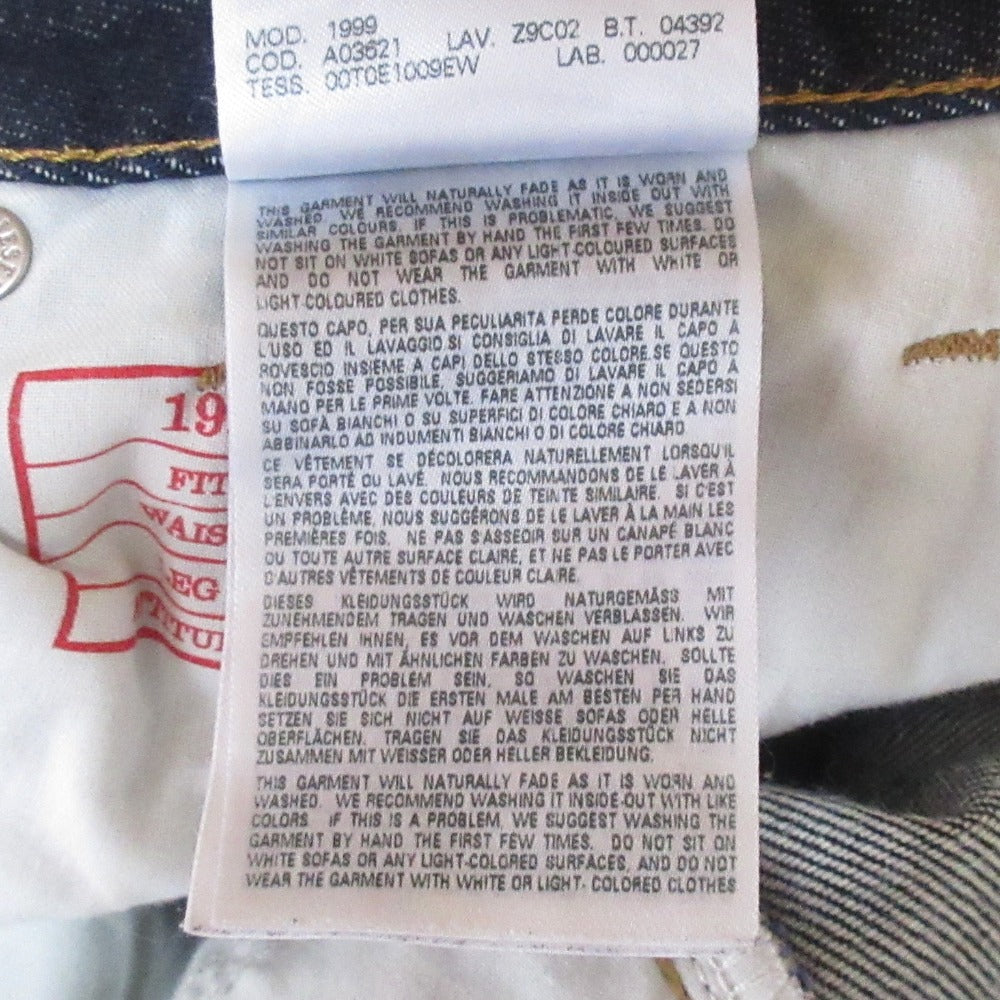 MOD. 1999
COD. A03621 LAV. Z9C02 B.T. 04392
TESS. 00T0E1009EW LAB. 000027
THIS GARMENT WILL NATURALLY FADE AS IT IS WORN AND
WASHED. WE RECOMMEND WASHING IT INSIDE OUT WITH
SIMILAR COLOURS. IF THIS IS PROBLEMATIC, WE SUGGEST
WASHING THE GARMENT BY HAND THE FIRST FEW TIMES. DO
NOT SIT ON WHITE SOFAS OR ANY LIGHT-COLOURED SURFACES
AND DO NOT WEAR THE GARMENT WITH WHITE OR
LIGHT-COLOURED CLOTHES.
QUESTO CAPO, PER SUA PECULIARITA PERDE COLORE DURANTE
L'USO ED IL LAVAGGIO.SI CONSIGLIA DI LAVARE IL CAPO A
ROVESCIO INSIEME A CAPI DELLO STESSO COLORE.SE QUESTO
NON FOSSE POSSIBILE, SUGGERIAMO DI LAVARE IL CAPO A
MANO PER LE PRIME VOLTE. FARE ATTENZIONE A NON SEDERSI
SU SOFÀ BIANCHI O SU SUPERFICI DI COLORE CHIARO E A NON
ABBINARLO AD INDUMENTI BIANCHI O DI COLORE CHIARO
CE VÊTEMENT SE DÉCOLORERA NATURELLEMENT LORSQU'IL
SERA PORTÉ OU LAVÉ. NOUS RECOMMANDONS DE LE LAVER À
L'ENVERS AVEC DES COULEURS DE TEINTE SIMILAIRE. SI C'EST
UN PROBLÈME, NOUS SUGGÉRONS DE LE LAVER À LA MAIN LES
PREMIÈRES FOIS. NE PAS S'ASSEOIR SUR UN CANAPÉ BLANC
OU TOUTE AUTRE SURFACE CLAIRE, ET NE PAS LE PORTER AVEC
D'AUTRES VÊTEMENTS DE COULEUR CLAIRE.
DIESES KLEIDUNGSSTÜCK WIRD NATURGEMÄSS MIT
ZUNEHMENDEM TRAGEN UND WASCHEN VERBLASSEN. WIR
EMPFEHLEN IHNEN, ES VOR DEM WASCHEN AUF LINKS ZU
DREHEN UND MIT ÄHNLICHEN FARBEN ZU WASCHEN. SOLLTE
DIES EIN PROBLEM SEIN, SO WASCHEN SIE DAS
KLEIDUNGSSTÜCK DIE ERSTEN MALE AM BESTEN PER HAND
SETZEN SIE SICH NICHT AUF WEISSE SOFAS ODER HELLE
OBERFLÄCHEN. TRAGEN SIE DAS KLEIDUNGSSTÜCK NICHT
ZUSAMMEN MIT WEISSER ODER HELLER BEKLEIDUNG.
THIS GARMENT WILL NATURALLY FADE AS IT IS WORN AND
WASHED. WE RECOMMEND WASHING IT INSIDE-OUT WITH LIKE
COLORS. IF THIS IS A PROBLEM, WE SUGGEST WASHING THE
GARMENT BY HAND THE FIRST FEW TIMES. DO NOT SIT ON
WHITE SOFAS OR ANY LIGHT-COLORED SURFACES, AND DO NOT
WEAR THE GARMENT WITH WHITE OR LIGHT- COLORED CLOTHES
19
FIT
WAIS
LEG